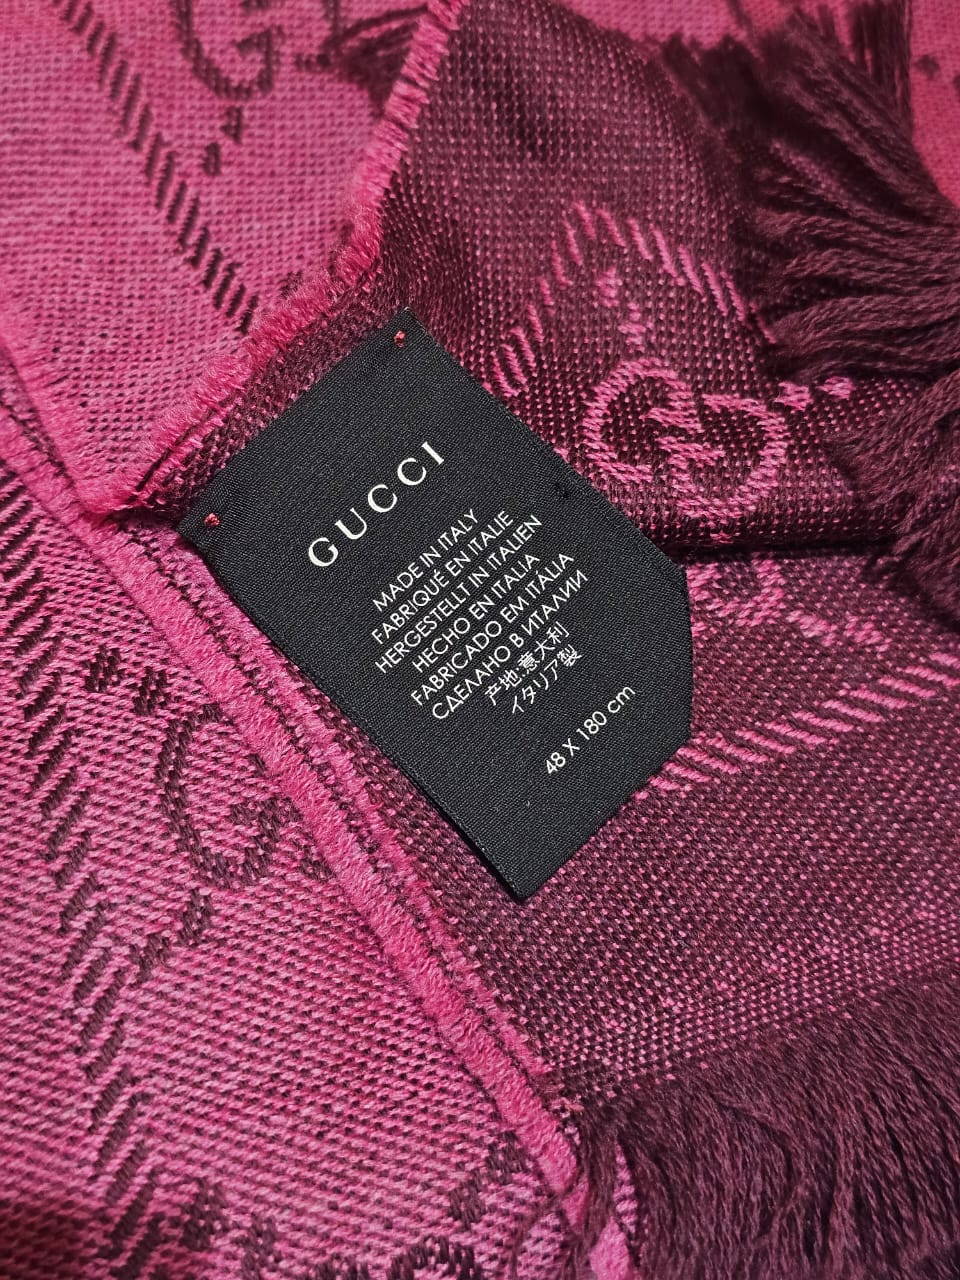 GUCCI
MADE IN ITALY
FABRIQUÉ EN ITALIE
HERGESTELLT IN ITALIEN
HECHO EN ITALIA
FABRICADO EM ITÁLIA
СДЕЛАНО В ИТАЛИИ
产地:意大利
イタリア製
48 X 180 cm